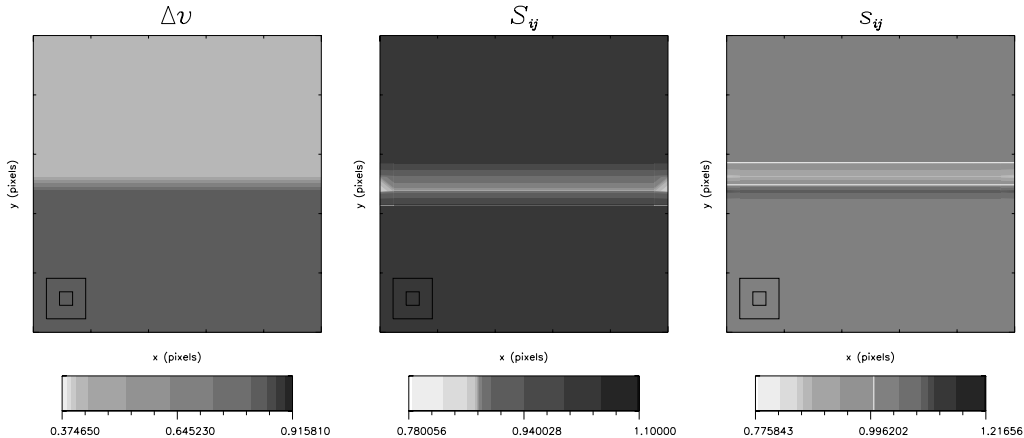 Δv
S_ij
s_ij
y (pixels)
y (pixels)
y (pixels)
x (pixels)
x (pixels)
x (pixels)
0.374650 0.645230 0.915810
0.780056 0.940028 1.10000
0.775843 0.996202 1.21656